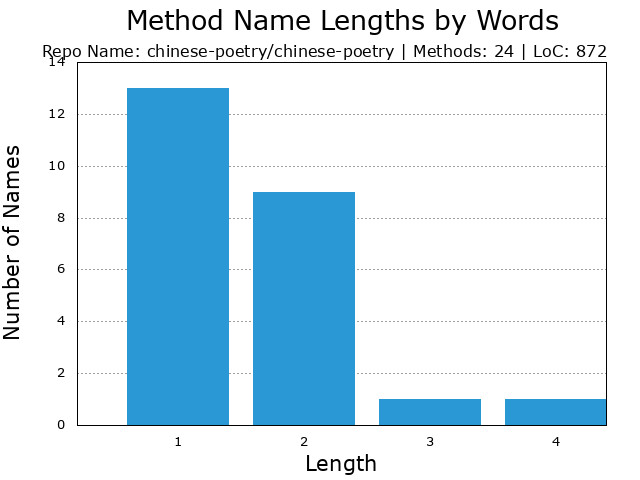 Method Name Lengths by Words
Repo Name: chinese-poetry/chinese-poetry | Methods: 24 | LoC: 872
14
12
10
8
6
4
2
0
Number of Names
1 2 3 4
Length